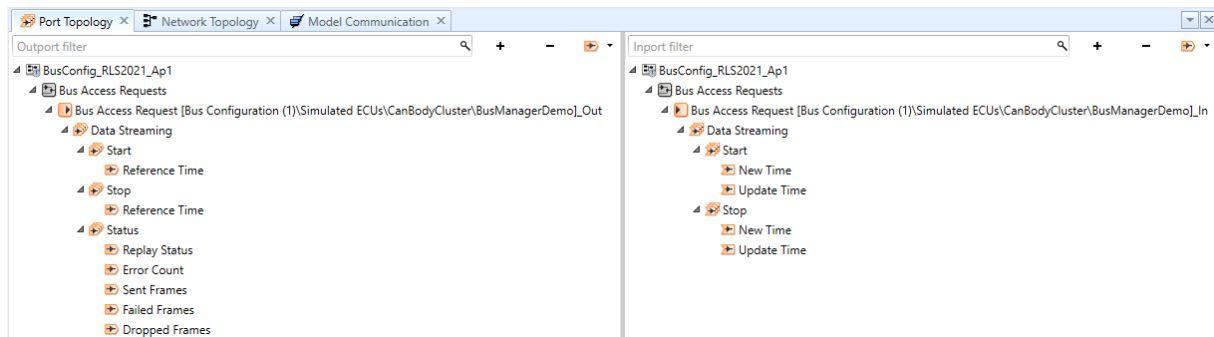 Port Topology
Network Topology
Model Communication
Outport filter
BusConfig_RLS2021_Ap1
Bus Access Requests
Bus Access Request [Bus Configuration (1)\Simulated ECUs\CanBodyCluster\BusManagerDemo]_Out
Data Streaming
Start
Reference Time
Stop
Reference Time
Status
Replay Status
Error Count
Sent Frames
Failed Frames
Dropped Frames
Inport filter
BusConfig_RLS2021_Ap1
Bus Access Requests
Bus Access Request [Bus Configuration (1)\Simulated ECUs\CanBodyCluster\BusManagerDemo]_In
Data Streaming
Start
New Time
Update Time
Stop
New Time
Update Time